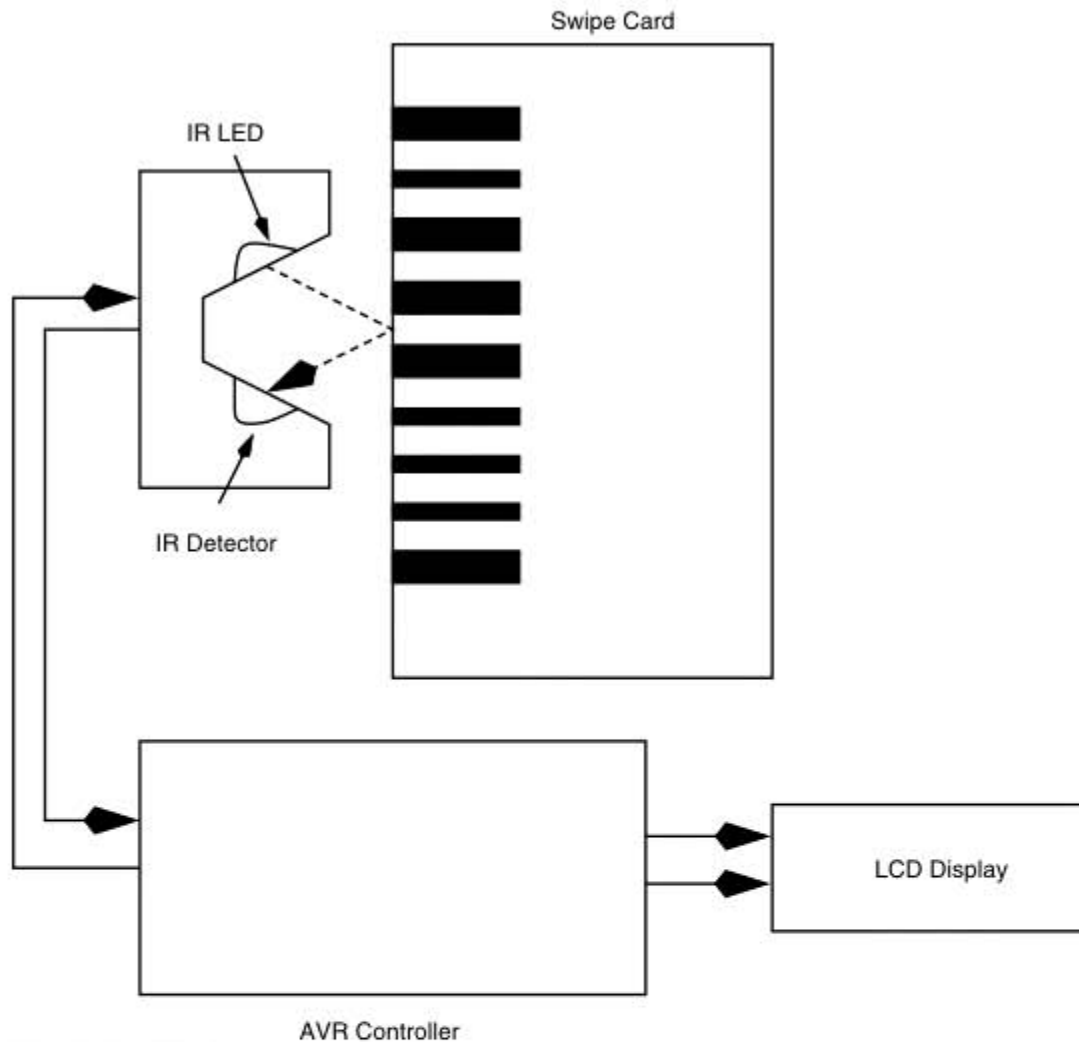 Swipe Card
IR LED
IR Detector
LCD Display
AVR Controller